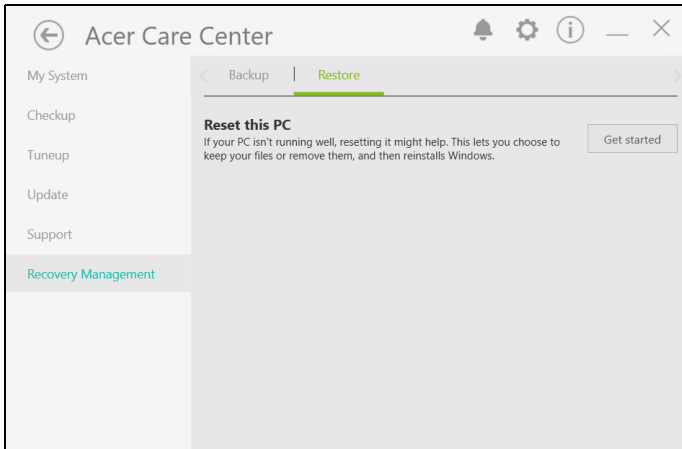 Acer Care Center
My System
Backup | Restore
Checkup
Reset this PC
If your PC isn't running well, resetting it might help. This lets you choose to
keep your files or remove them, and then reinstalls Windows.
Get started
Tuneup
Update
Support
Recovery Management